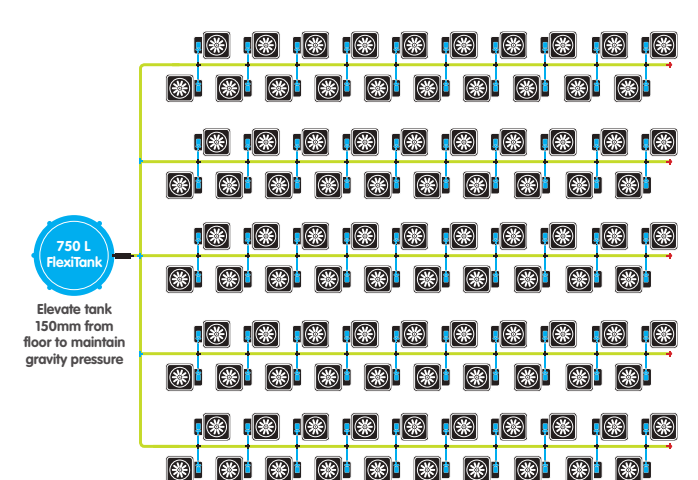 750 L
FlexiTank
Elevate tank
150mm from
floor to maintain
gravity pressure